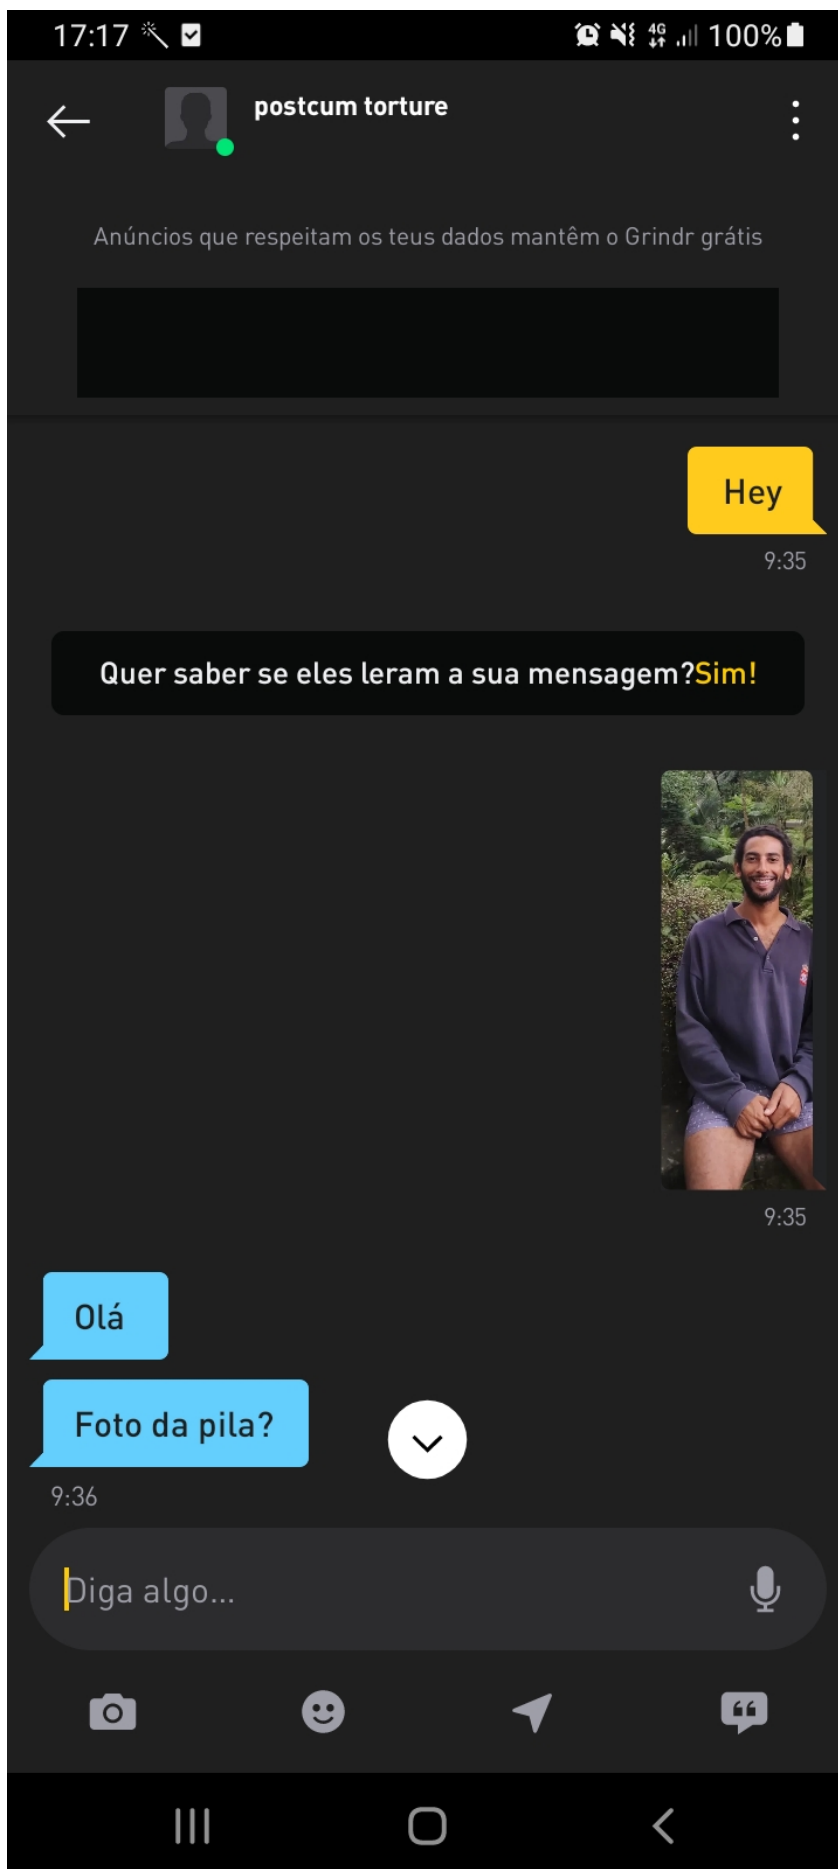 17:17
4G
100%
postcum torture
Anúncios que respeitam os teus dados mantêm o Grindr grátis
Hey
9:35
Quer saber se eles leram a sua mensagem?Sim!
9:35
Olá
Foto da pila?
9:36
Diga algo...